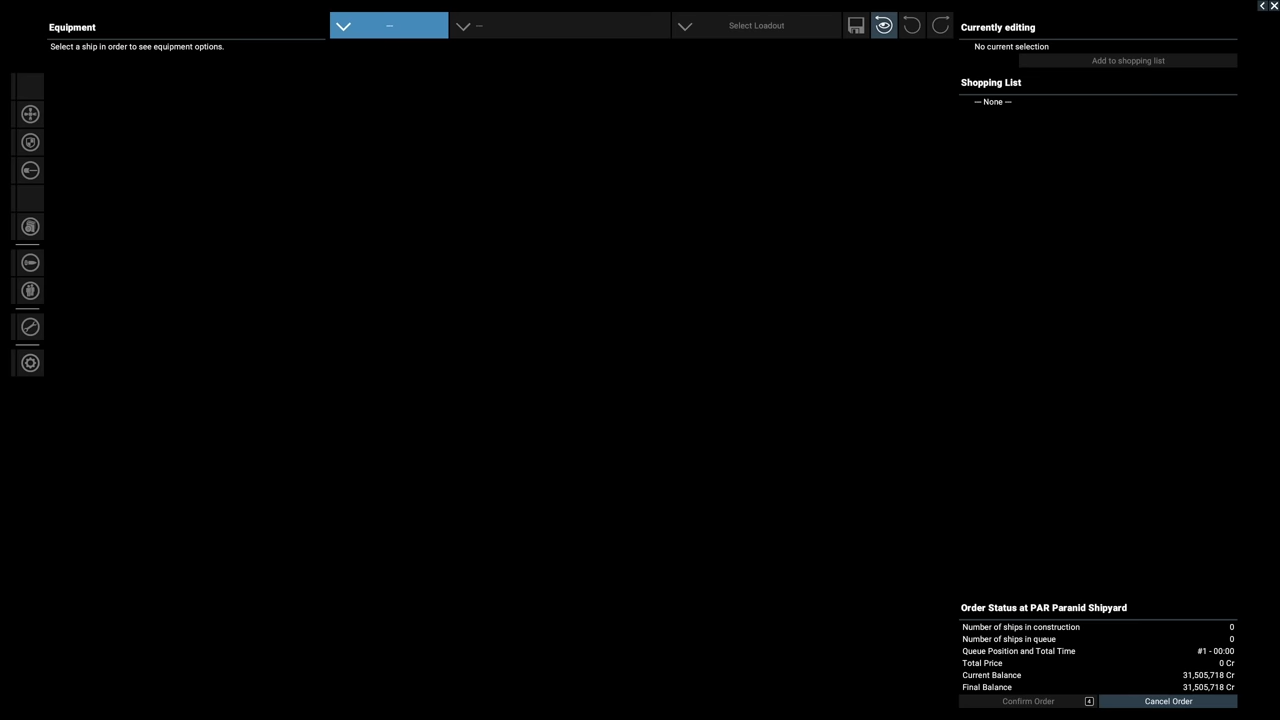 Equipment
Select a ship in order to see equipment options.
—
—
Select Loadout
Currently editing
No current selection
Add to shopping list
Shopping List
— None —
Order Status at PAR Paranid Shipyard
Number of ships in construction 0
Number of ships in queue 0
Queue Position and Total Time #1 - 00:00
Total Price 0 Cr
Current Balance 31,505,718 Cr
Final Balance 31,505,718 Cr
Confirm Order 4
Cancel Order